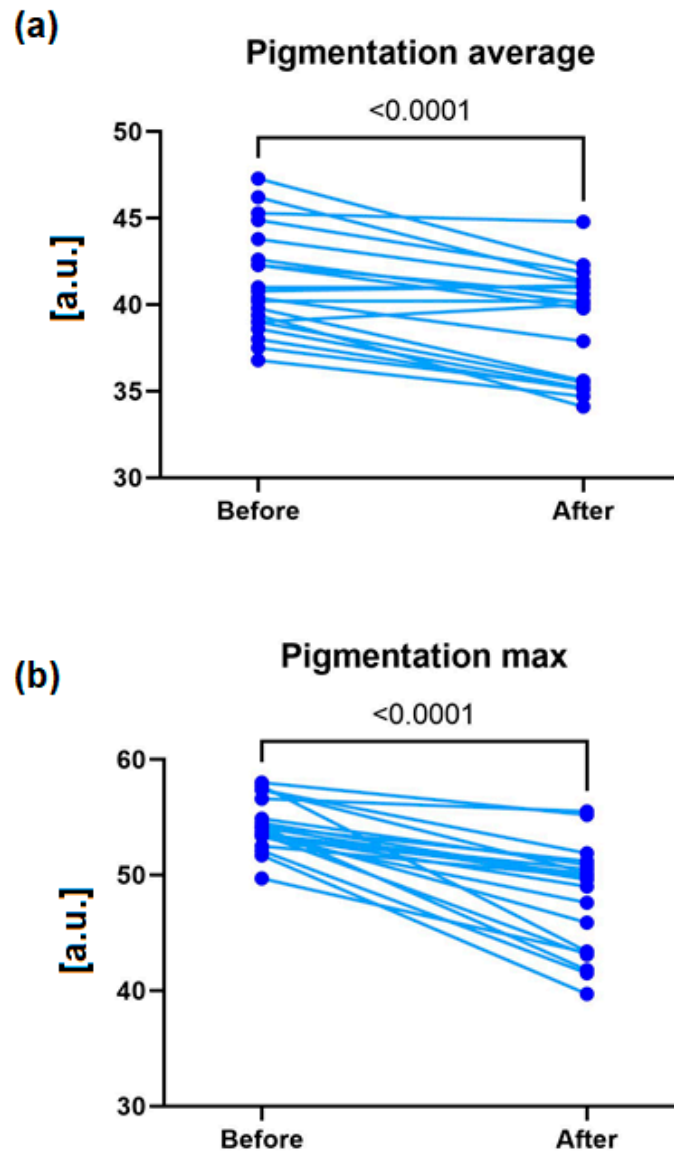 (a)
Pigmentation average
<0.0001
50
45
40
35
30
[a.u.]
Before After
(b)
Pigmentation max
<0.0001
60
50
40
30
[a.u.]
Before After